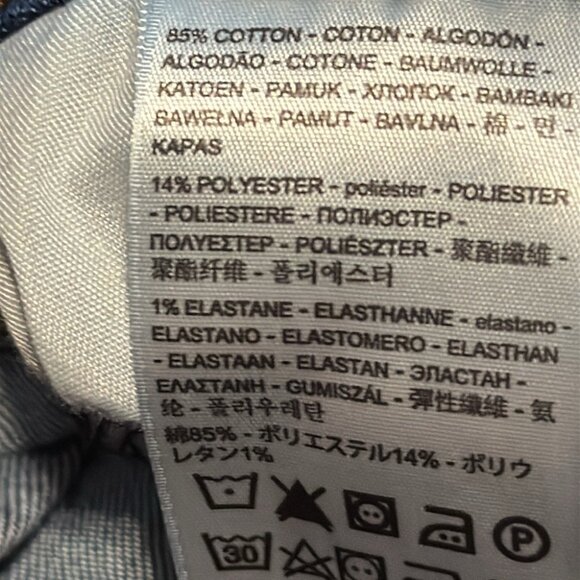 85% COTTON - COTON - ALGODÓN -
ALGODÃO - COTONE - BAUMWOLLE -
KATOEN - PAMUK - ХЛОПОК - BAMBAKI
BAWEŁNA - PAMUT - BAVLNA - 棉 - 면 -
KAPAS
14% POLYESTER - poliéster - POLIESTER
- POLIESTERE - ПОЛИЭСТЕР -
ΠΟΛΥΕΣΤΕΡ - POLIÉSZTER - 聚酯纖維 -
聚酯纤维 - 폴리에스터
1% ELASTANE - ELASTHANNE - elastano -
ELASTANO - ELASTOMERO - ELASTHAN
- ELASTAAN - ELASTAN - ЭЛАСТАН -
ΕΛΑΣΤΑΝΗ - GUMISZÁL - 彈性纖維 - 氨
纶 - 폴리우레탄
綿85% - ポリエステル14% - ポリウ
レタン1%
P
30